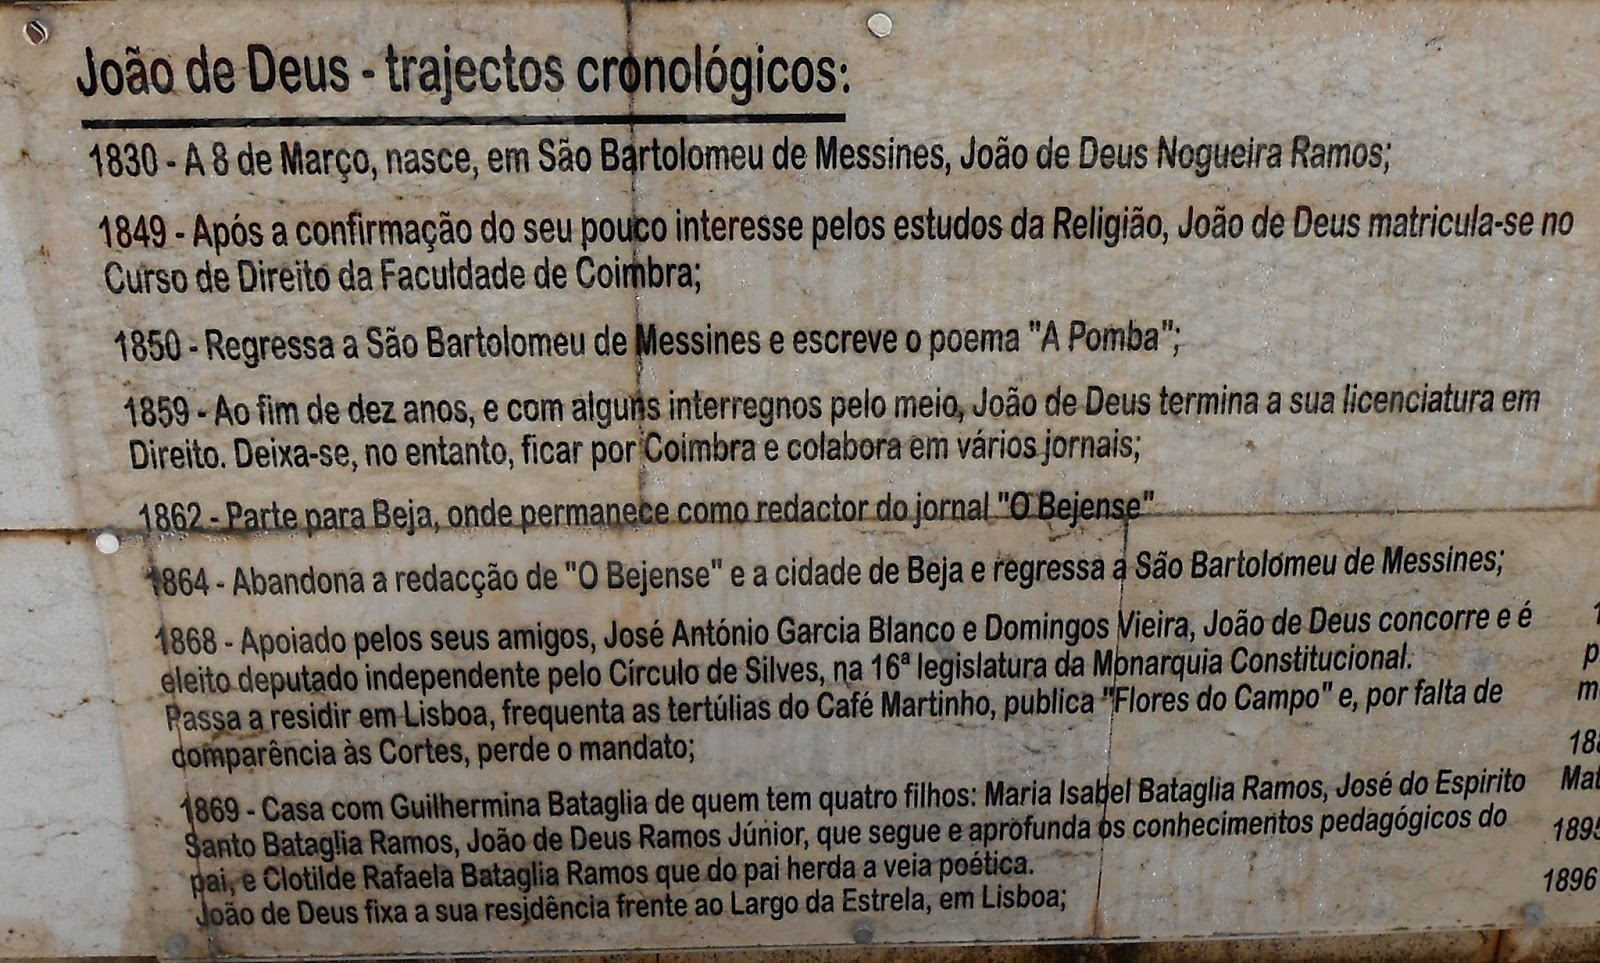 João de Deus - trajectos cronológicos:
1830 - A 8 de Março, nasce, em São Bartolomeu de Messines, João de Deus Nogueira Ramos;
1849 - Após a confirmação do seu pouco interesse pelos estudos da Religião, João de Deus matricula-se no
Curso de Direito da Faculdade de Coimbra;
1850 - Regressa a São Bartolomeu de Messines e escreve o poema "A Pomba";
1859 - Ao fim de dez anos, e com alguns interregnos pelo meio, João de Deus termina a sua licenciatura em
Direito. Deixa-se, no entanto, ficar por Coimbra e colabora em vários jornais;
1862 - Parte para Beja, onde permanece como redactor do jornal "O Bejense"
1864 - Abandona a redacção de "O Bejense" e a cidade de Beja e regressa a São Bartolomeu de Messines;
1868 - Apoiado pelos seus amigos, José António Garcia Blanco e Domingos Vieira, João de Deus concorre e é
eleito deputado independente pelo Círculo de Silves, na 16ª legislatura da Monarquia Constitucional.
Passa a residir em Lisboa, frequenta as tertúlias do Café Martinho, publica "Flores do Campo" e, por falta de
comparência às Cortes, perde o mandato;
1869 - Casa com Guilhermina Bataglia de quem tem quatro filhos: Maria Isabel Bataglia Ramos, José do Espirito
Santo Bataglia Ramos, João de Deus Ramos Júnior, que segue e aprofunda os conhecimentos pedagógicos do
pai, e Clotilde Rafaela Bataglia Ramos que do pai herda a veia poética.
João de Deus fixa a sua residência frente ao Largo da Estrela, em Lisboa;
Mat
1895
1896